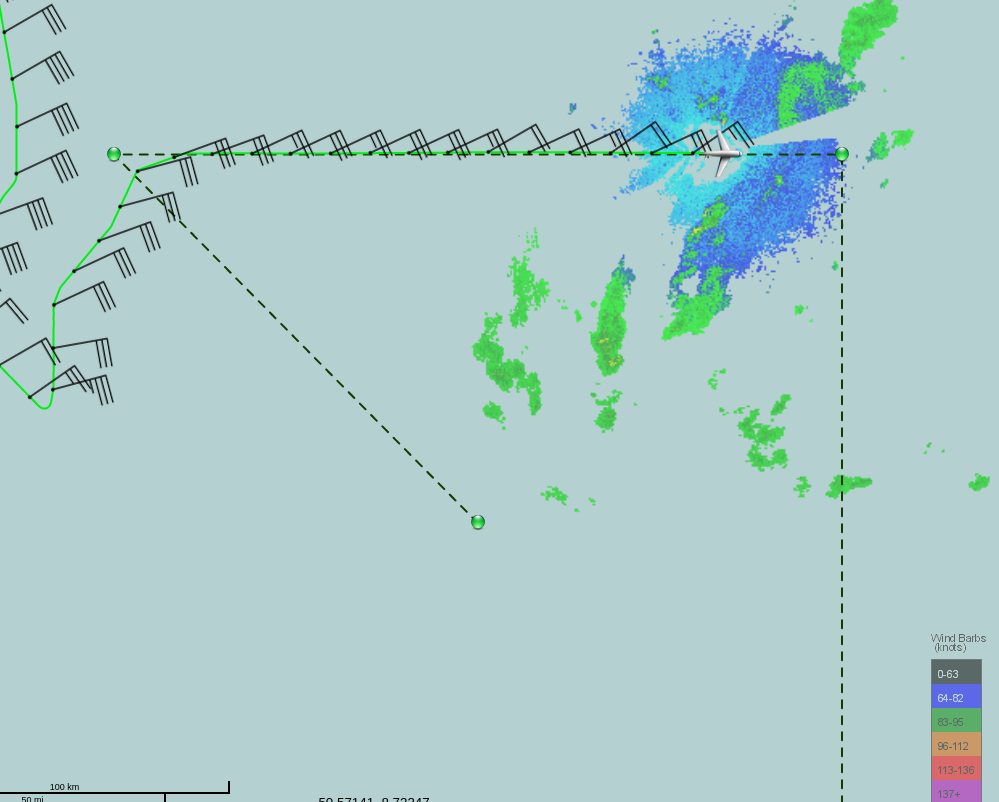 Wind Barbs
(knots)
0-63
64-82
83-95
96-112
113-136
137+
100 km
50 mi